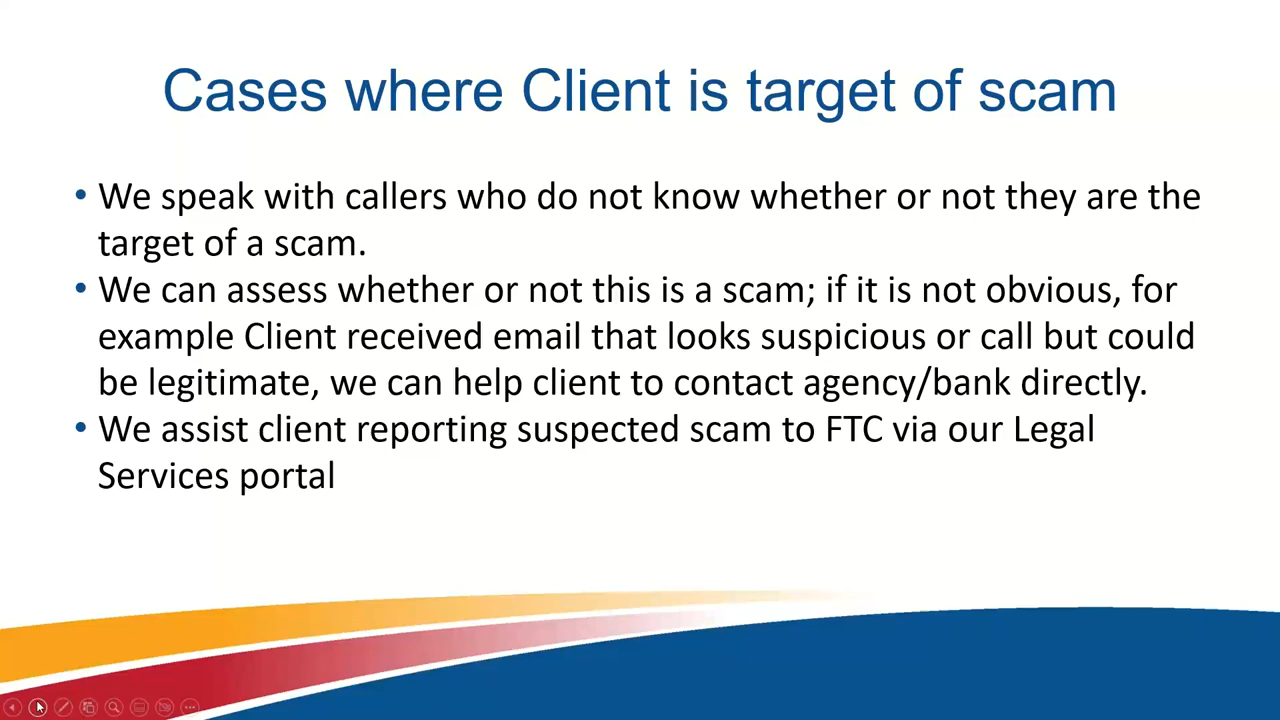 Cases where Client is target of scam
• We speak with callers who do not know whether or not they are the
target of a scam.
• We can assess whether or not this is a scam; if it is not obvious, for
example Client received email that looks suspicious or call but could
be legitimate, we can help client to contact agency/bank directly.
• We assist client reporting suspected scam to FTC via our Legal
Services portal